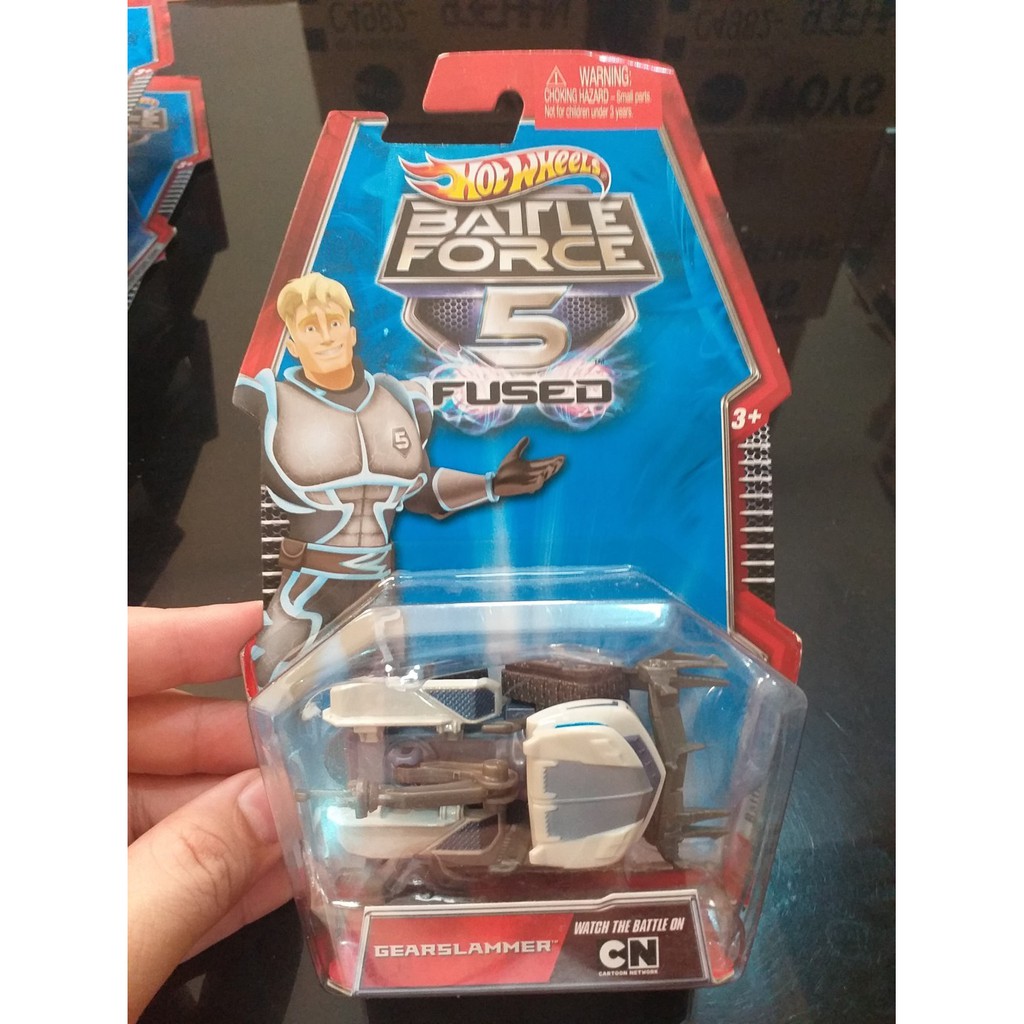 WARNING:
CHOKING HAZARD – Small parts.
Not for children under 3 years.
HOT WHEELS
BATTLE
FORCE
5
FUSED
5
3+
GEARSLAMMER™
WATCH THE BATTLE ON
CN
CARTOON NETWORK